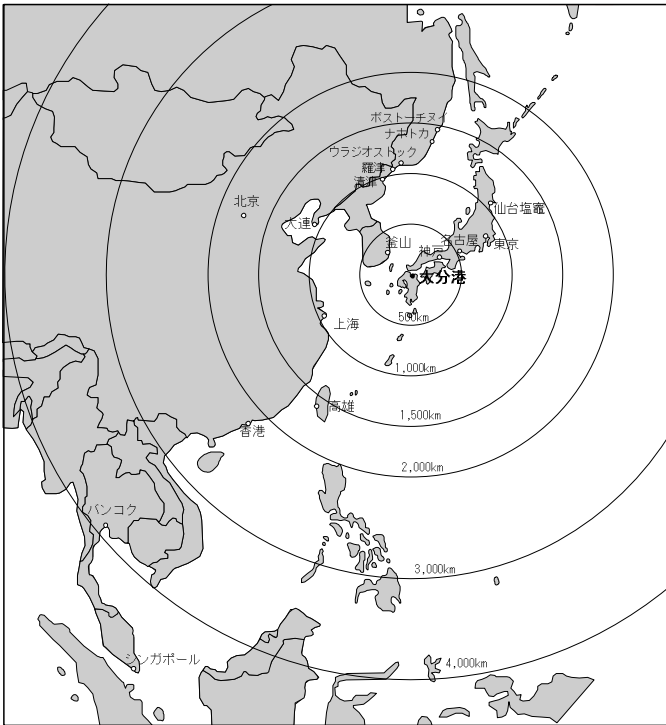 ボストーチヌイ
ナホトカ
ウラジオストック
羅津
清津
北京
大連
仙台塩竈
釜山
神戸
名古屋
東京
大分港
500km
上海
1,000km
高雄
1,500km
香港
2,000km
バンコク
3,000km
シンガポール
4,000km